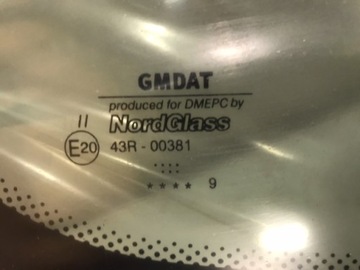 GMDAT
produced for DMEPC by
NordGlass
II
E20 43R - 00381
.....
**** 9